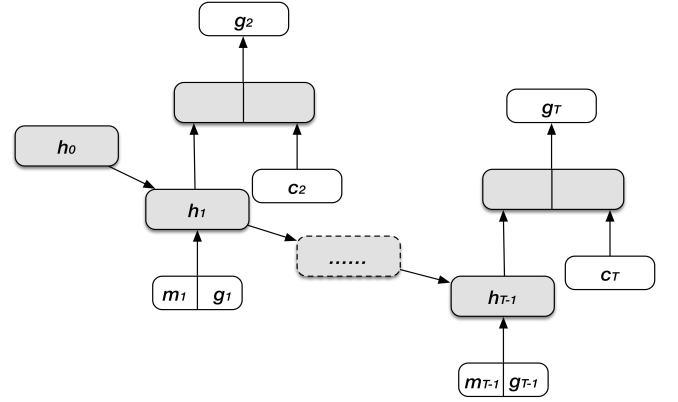 g2
gT
h0
c2
h1
......
cT
m1 g1
hT-1
mT-1 gT-1